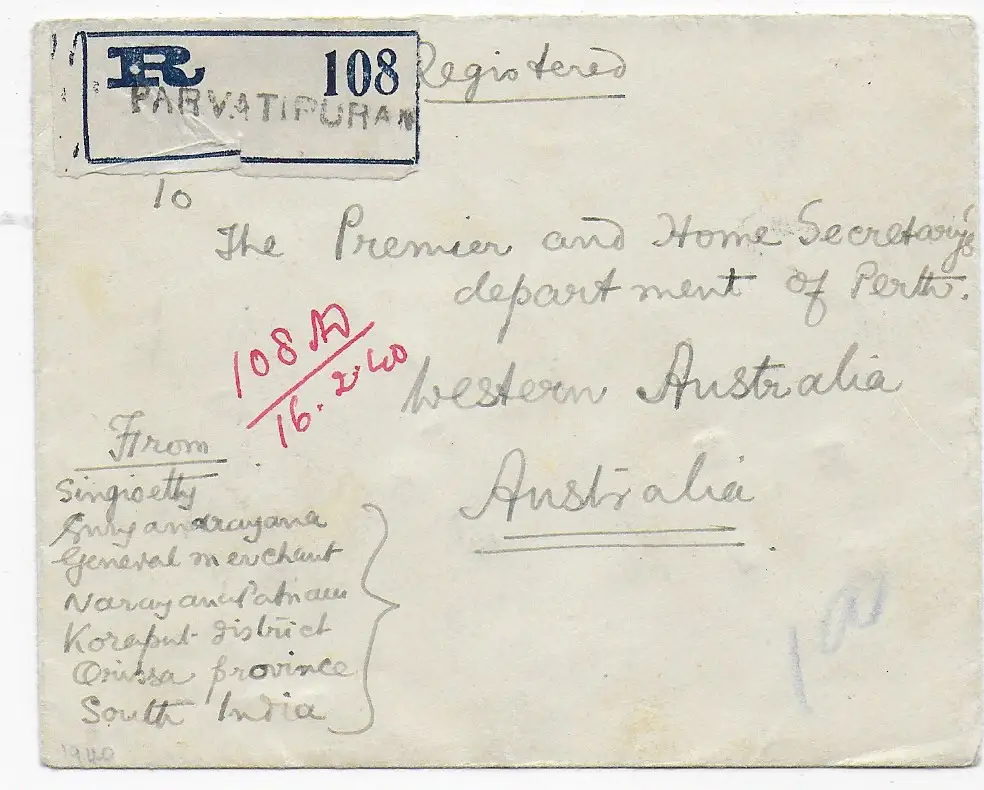 R 108
PARVATIPURAM
Registered
To
The Premier and Home Secretary's
department of Perth.
Western Australia
Australia
108
16.2.40
From
Singisetty
Suryanarayana
General merchant
Narayanapatnam
Koraput district
Orissa province
South India
1940